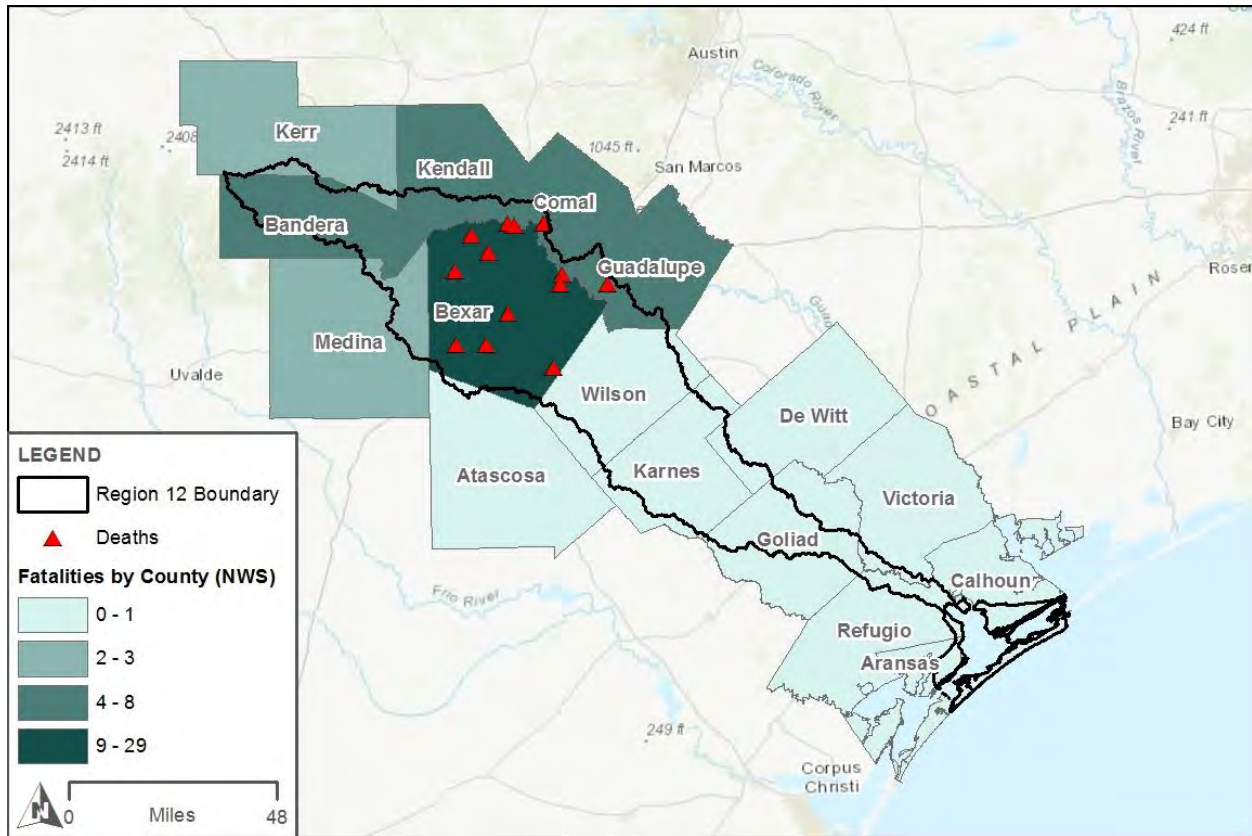 424 ft
Austin
Colorado River
Brazos River
2413 ft
2408
2414 ft
Kerr
1045 ft
241 ft
Kendall
San Marcos
Comal
Bandera
Guadalupe
Rosen
Bexar
Medina
Uvalde
Wilson
De Witt
OASTAL PLAIN
Bay City
Atascosa
Karnes
Victoria
Goliad
Calhoun
Frio River
Refugio
Aransas
249 ft
Corpus
Christi
LEGEND
Region 12 Boundary
Deaths
Fatalities by County (NWS)
0 - 1
2 - 3
4 - 8
9 - 29
N
0 48
Miles